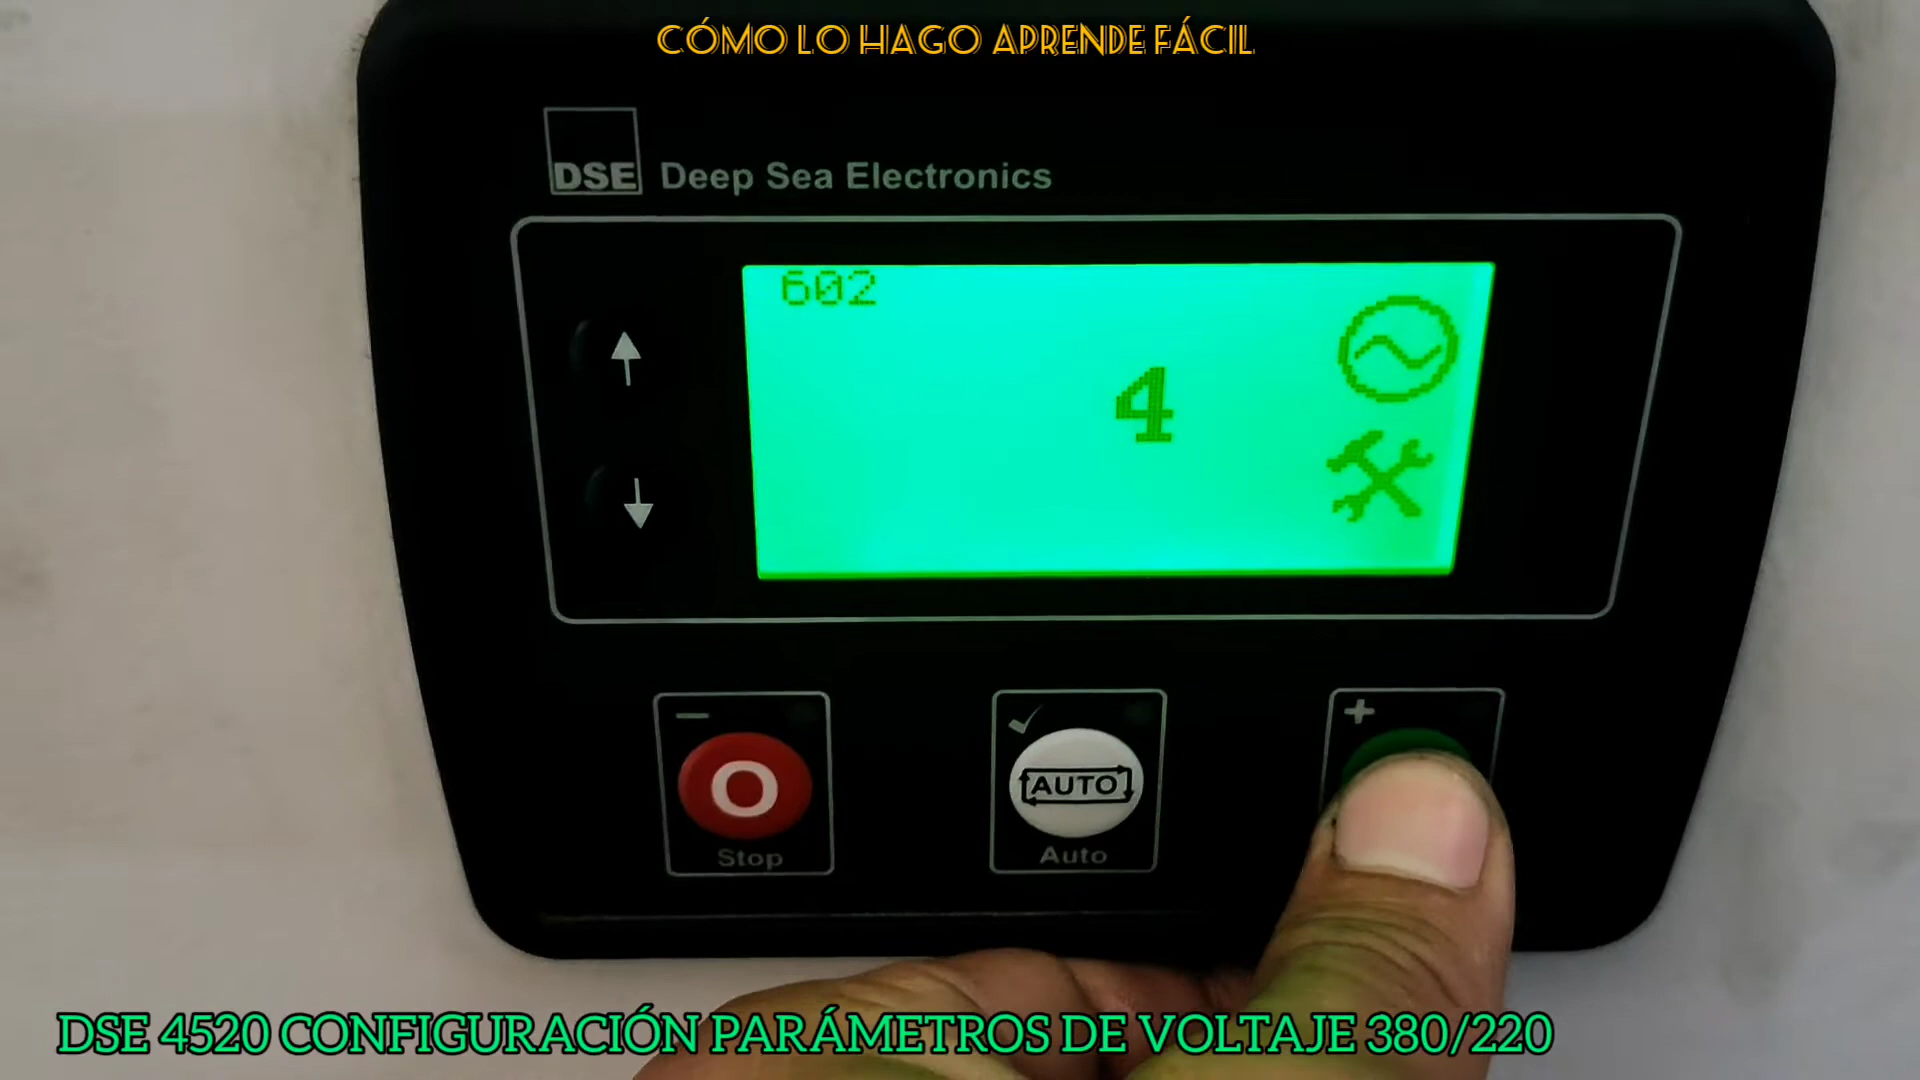 CÓMO LO HAGO APRENDE FÁCIL
DSE Deep Sea Electronics
602
4
Stop
AUTO
Auto
DSE 4520 CONFIGURACIÓN PARÁMETROS DE VOLTAJE 380/220